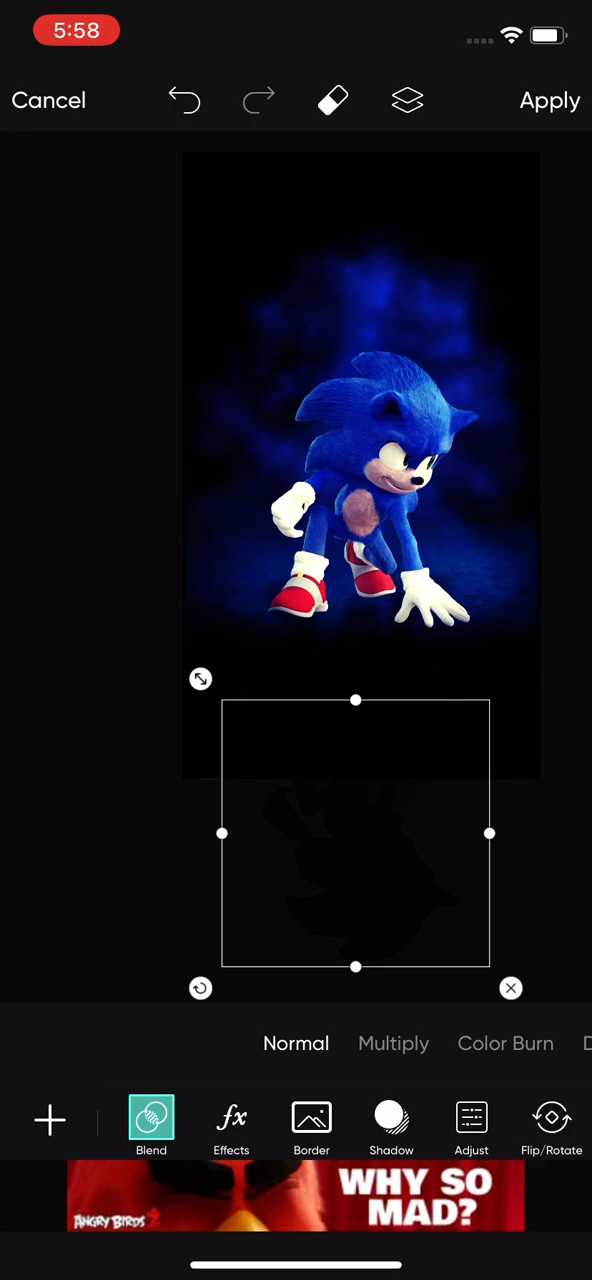 5:58
Cancel
Apply
Normal Multiply Color Burn D
Blend Effects Border Shadow Adjust Flip/Rotate
fx
ANGRY BIRDS 2
WHY SO
MAD?